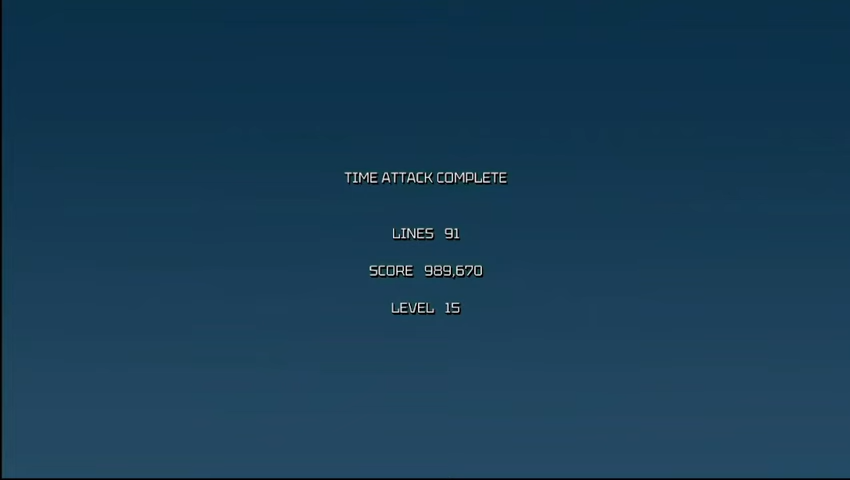 TIME ATTACK COMPLETE
LINES 91
SCORE 989,670
LEVEL 15